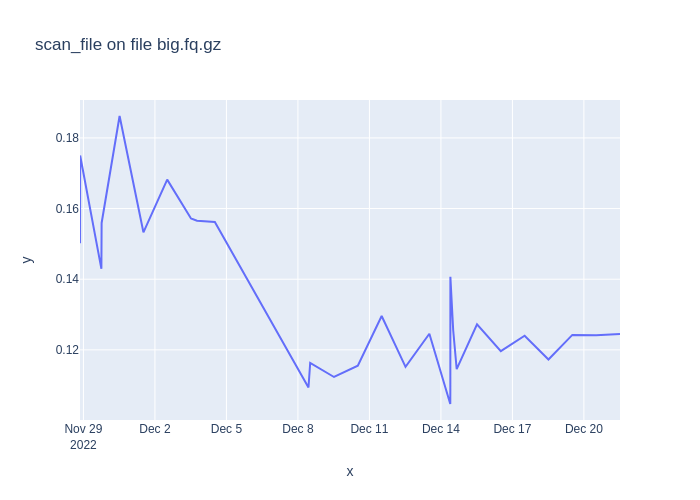 scan_file on file big.fq.gz
0.18
0.16
0.14
0.12
y
Nov 29
2022
Dec 2
Dec 5
Dec 8
Dec 11
Dec 14
Dec 17
Dec 20
x